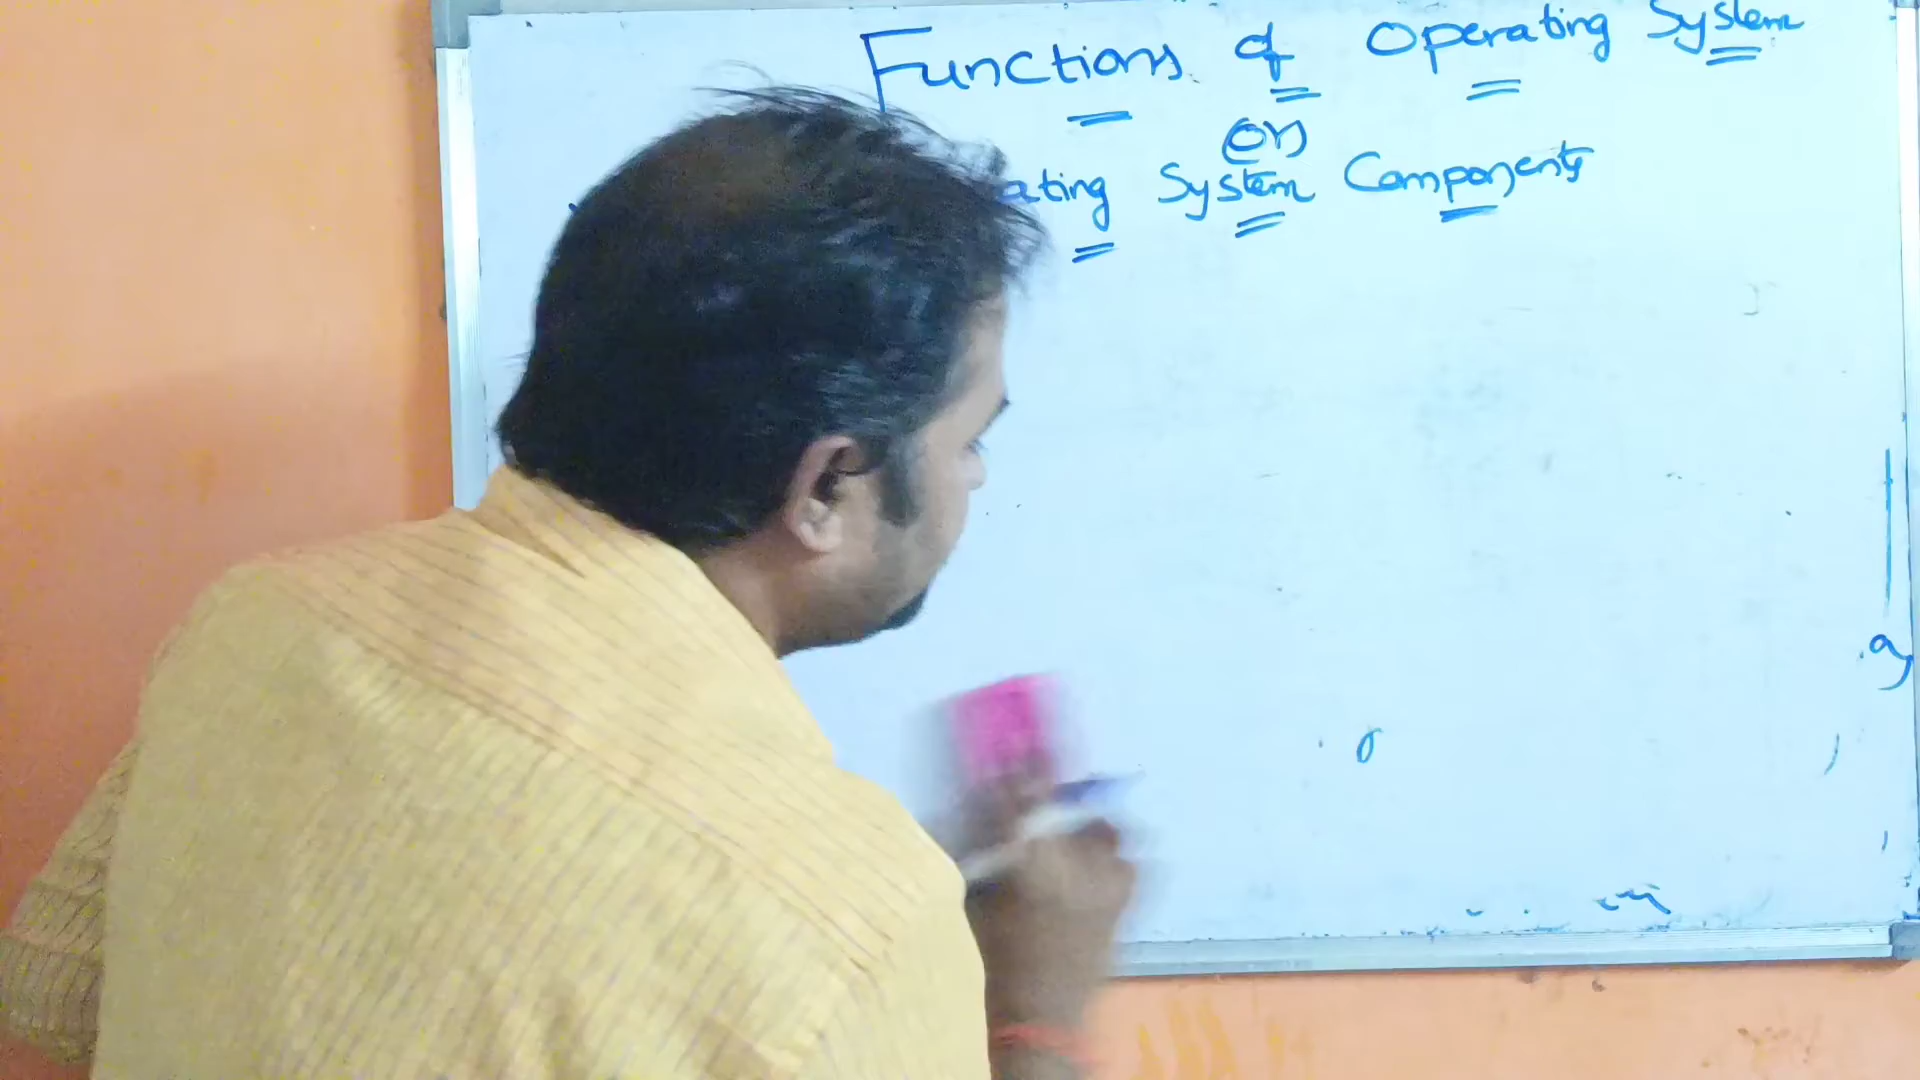 Functions of Operating System
(or)
ating System Components